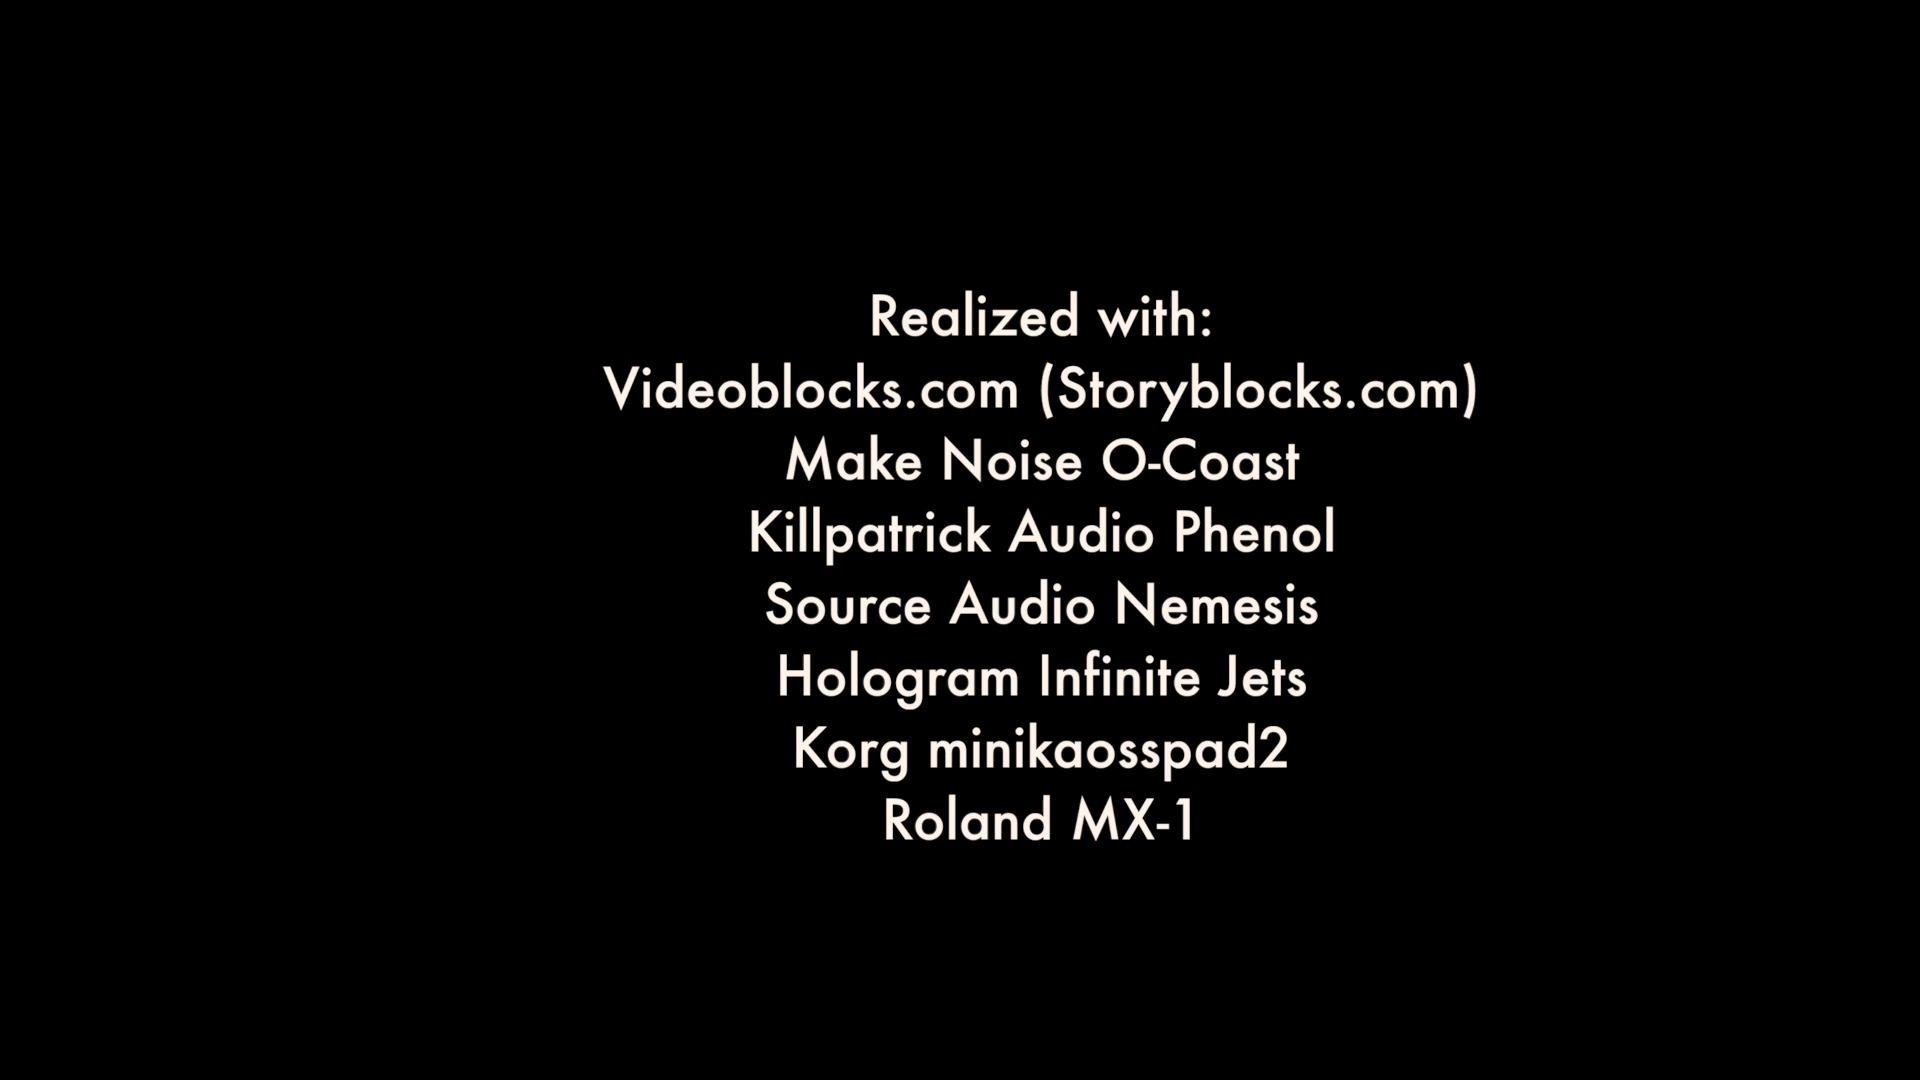 Realized with:
Videoblocks.com (Storyblocks.com)
Make Noise O-Coast
Killpatrick Audio Phenol
Source Audio Nemesis
Hologram Infinite Jets
Korg minikaosspad2
Roland MX-1